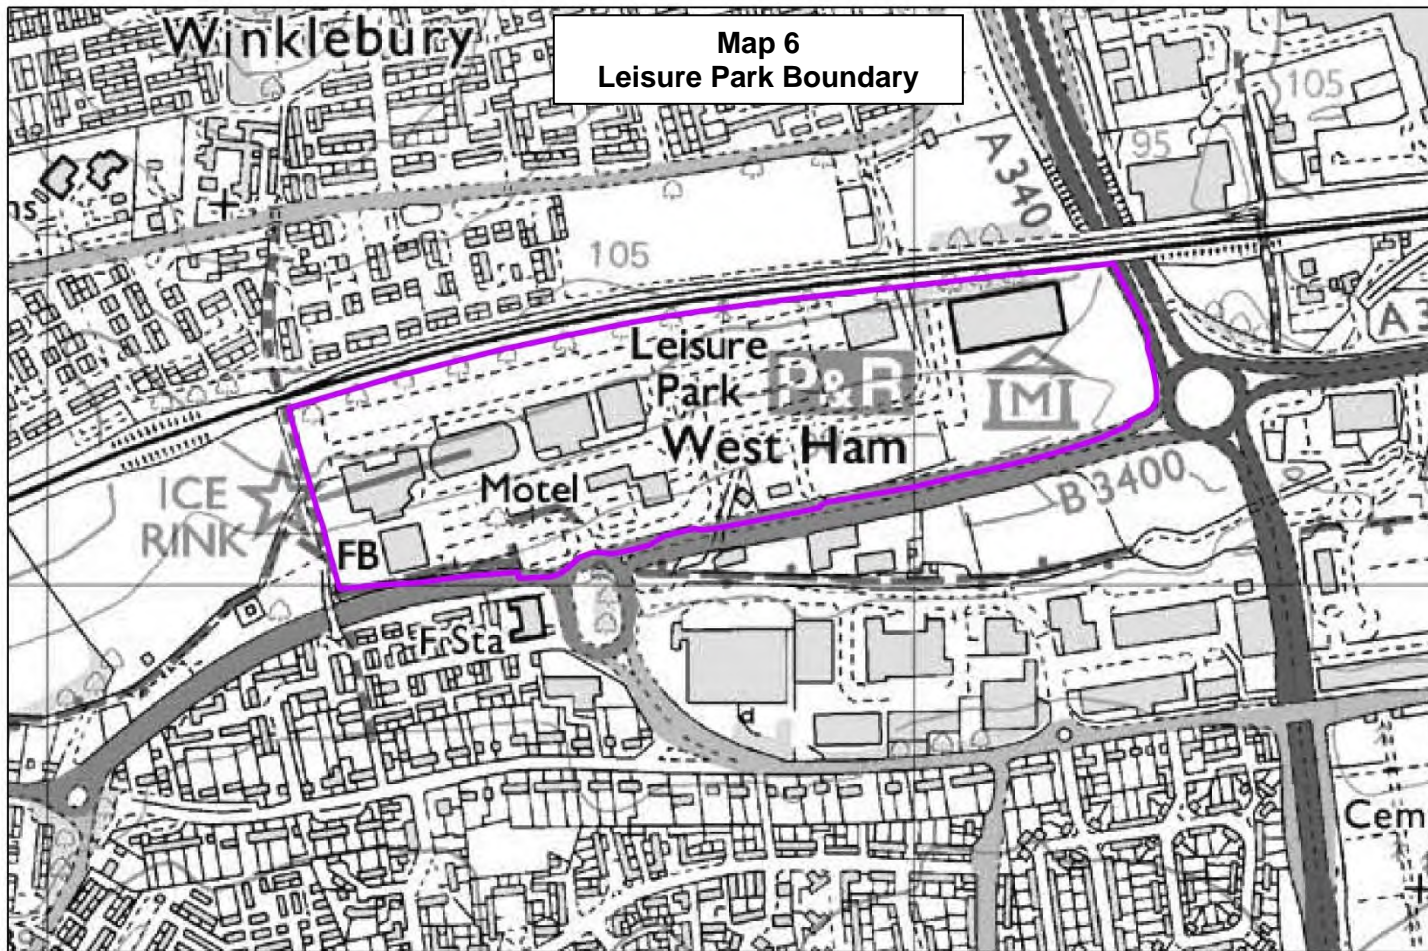 Map 6
Leisure Park Boundary
Winklebury
105
95
A 340
105
Leisure
Park
P&R
M
West Ham
ICE
RINK
Motel
FB
B 3400
F Sta
Cem